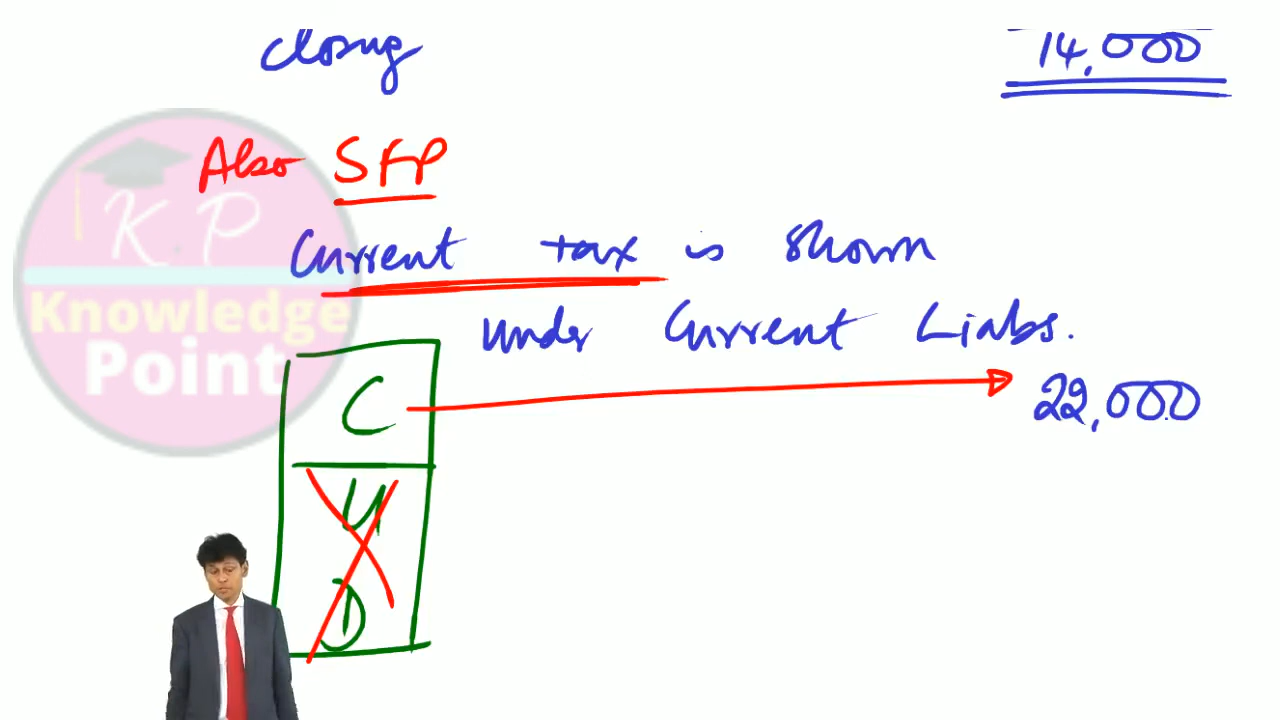 closing 14,000
Also SFP
K.P
Current tax is shown
Knowledge
under Current Liabs.
Point
C 22,000
U
D